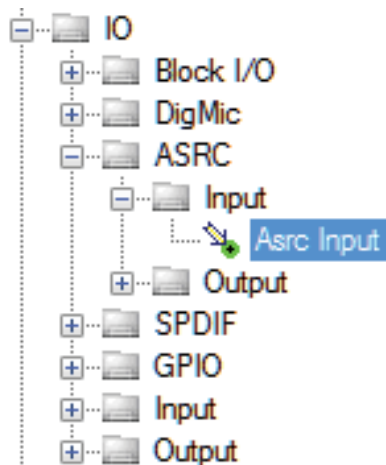 IO
Block I/O
DigMic
ASRC
Input
Asrc Input
Output
SPDIF
GPIO
Input
Output